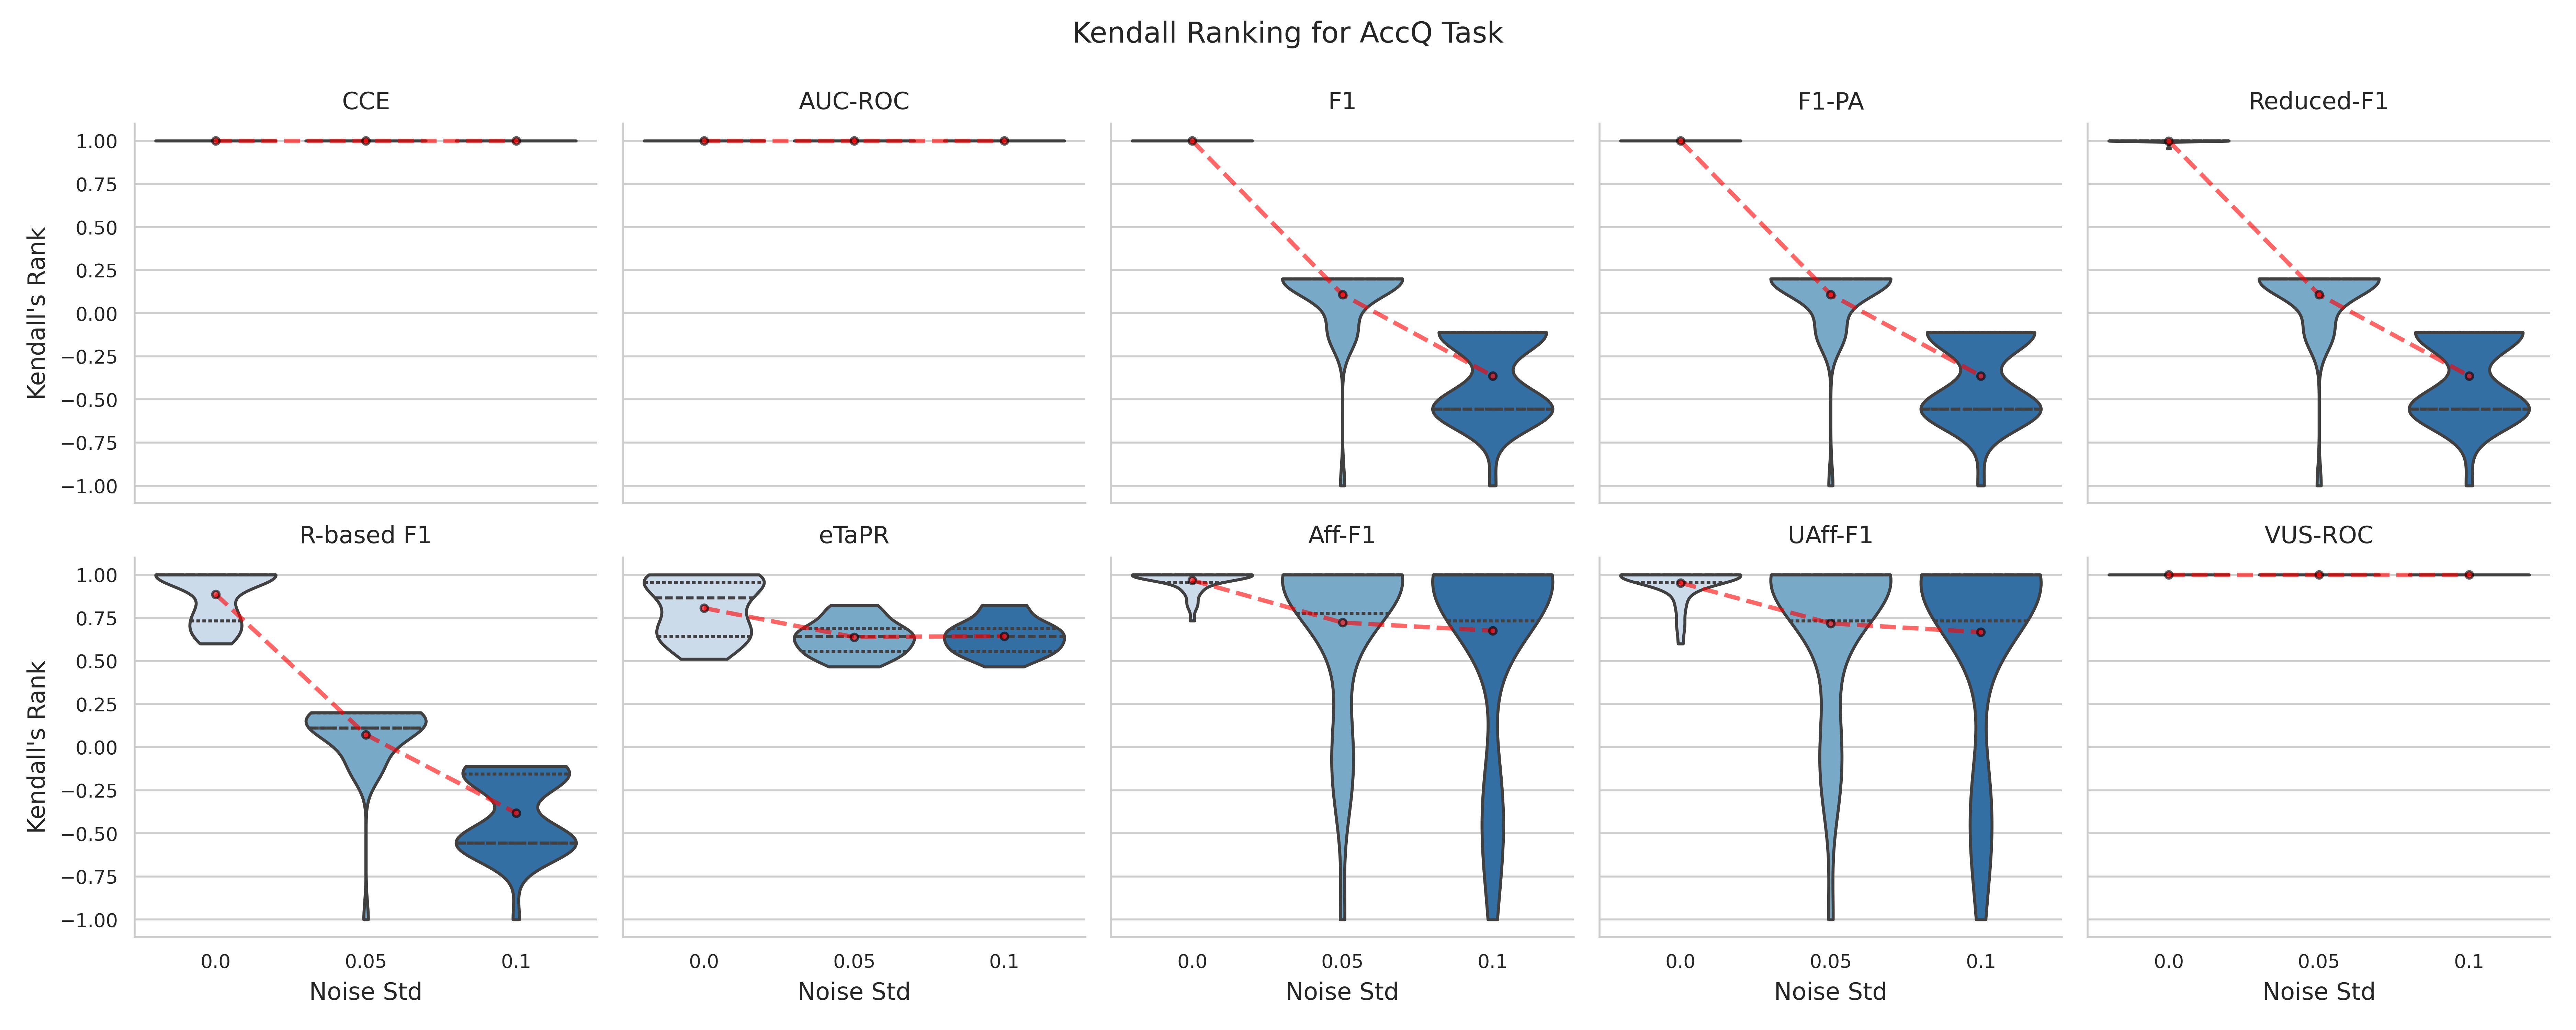 Kendall Ranking for AccQ Task
CCE
AUC-ROC
F1
F1-PA
Reduced-F1
Kendall's Rank
1.00
0.75
0.50
0.25
0.00
−0.25
−0.50
−0.75
−1.00
R-based F1
eTaPR
Aff-F1
UAff-F1
VUS-ROC
Kendall's Rank
1.00
0.75
0.50
0.25
0.00
−0.25
−0.50
−0.75
−1.00
0.0 0.05 0.1
0.0 0.05 0.1
0.0 0.05 0.1
0.0 0.05 0.1
0.0 0.05 0.1
Noise Std
Noise Std
Noise Std
Noise Std
Noise Std